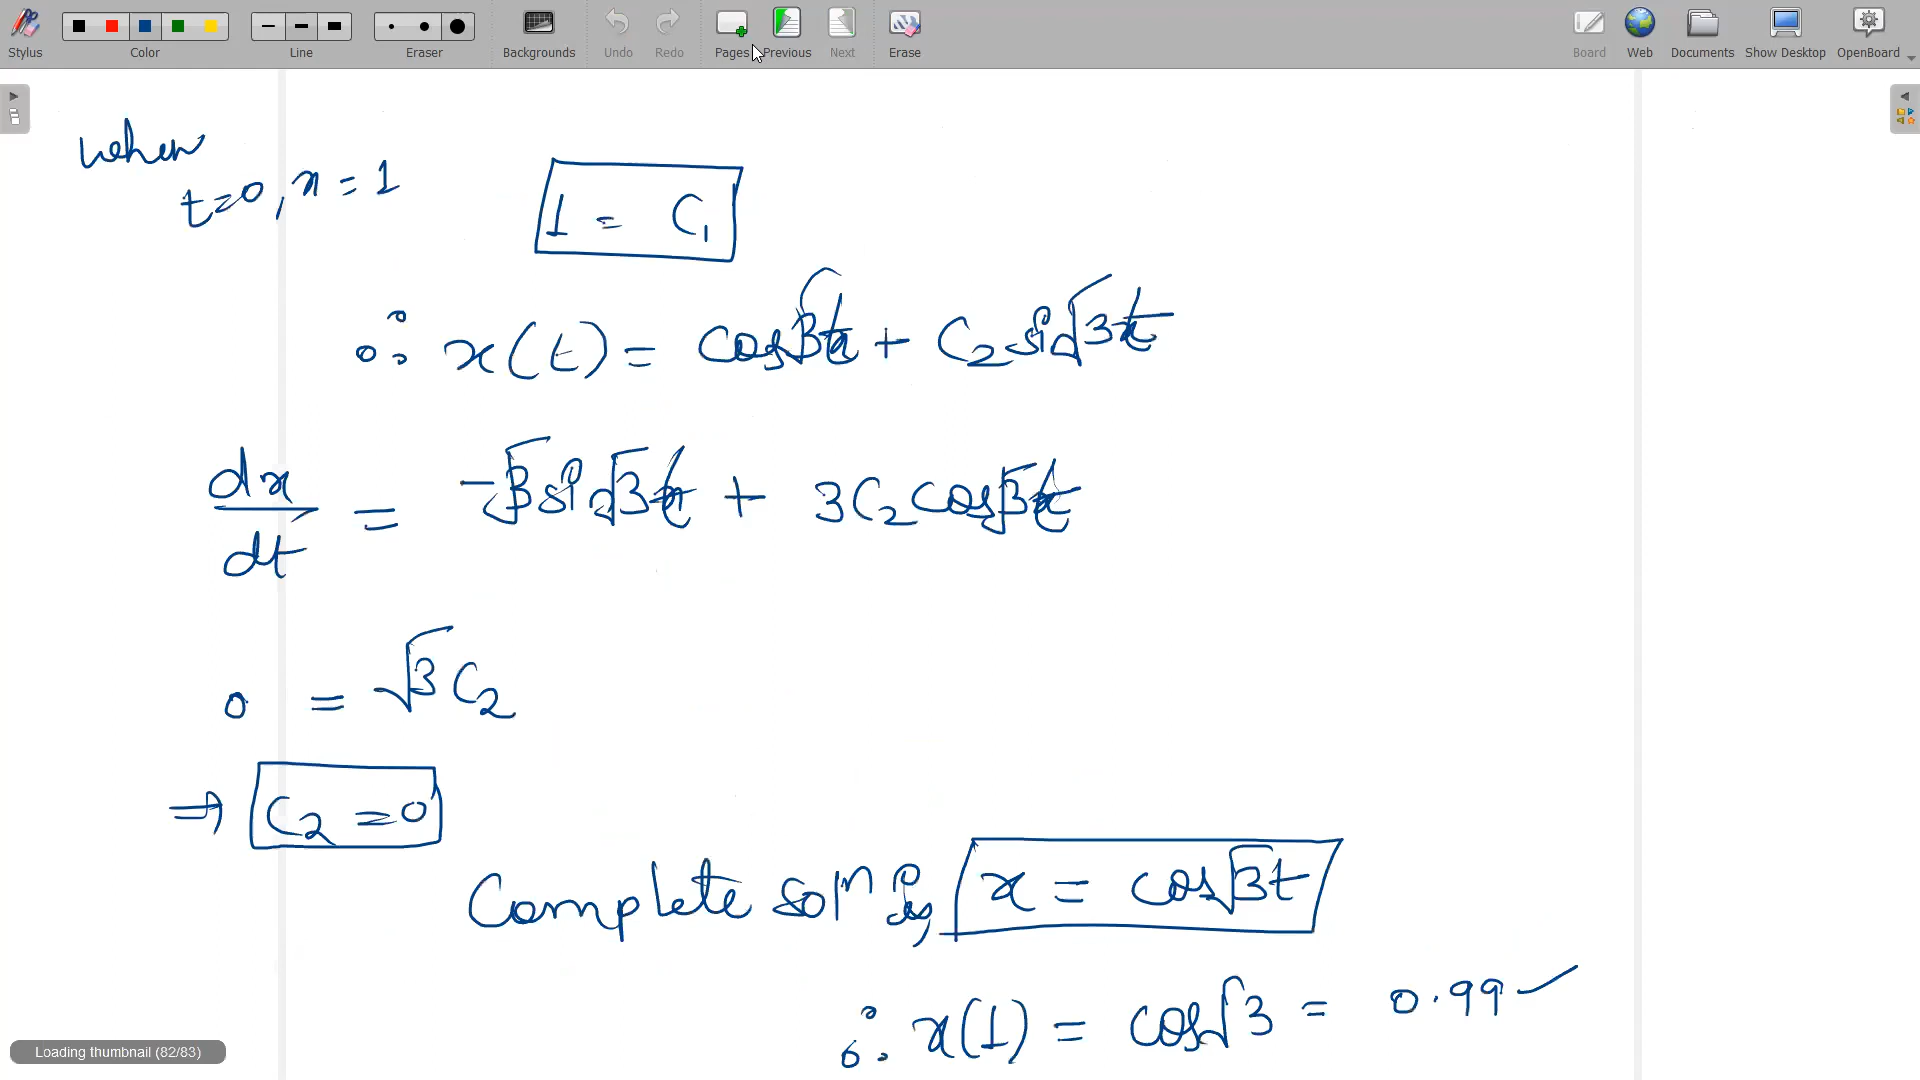 Stylus Color Line Eraser Backgrounds Undo Redo Pages Previous Next Erase Board Web Documents Show Desktop OpenBoard
when
t=0, x = 1
1 = C₁
∴ x(t) = cos√3t + C₂ sin√3t
dx/dt = -√3 sin√3t + 3C₂ cos√3t
0 = √3 C₂
⇒ C₂ = 0
Complete solⁿ is, x = cos√3t
∴ x(1) = cos√3 = 0.99 ✓
Loading thumbnail (82/83)